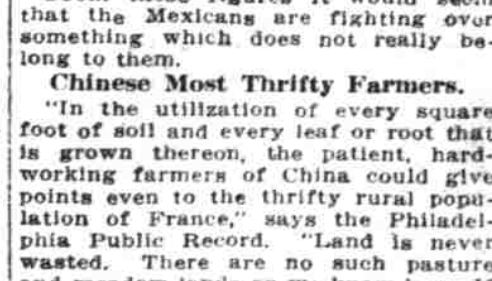 that the Mexicans are fighting over
something which does not really be-
long to them.
Chinese Most Thrifty Farmers.
"In the utilization of every square
foot of soil and every leaf or root that
is grown thereon, the patient, hard-
working farmers of China could give
points even to the thrifty rural popu-
lation of France," says the Philadel-
phia Public Record. "Land is never
wasted. There are no such pasture